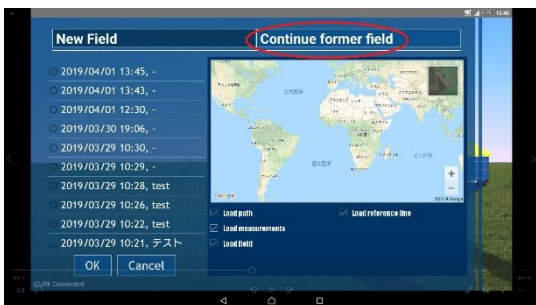 13:46
New Field
Continue former field
2019/04/01 13:45, -
2019/04/01 13:43, -
2019/04/01 12:30, -
2019/03/30 19:06, -
2019/03/29 10:30, -
2019/03/29 10:29, -
2019/03/29 10:28, test
2019/03/29 10:26, test
2019/03/29 10:22, test
2019/03/29 10:21, テスト
+
−
Google
Load path
Load reference line
Load measurements
Load field
OK
Cancel
Connected